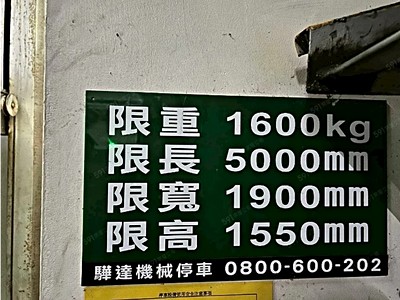 限重 1600kg
限長 5000mm
限寬 1900mm
限高 1550mm
驊達機械停車 0800-600-202